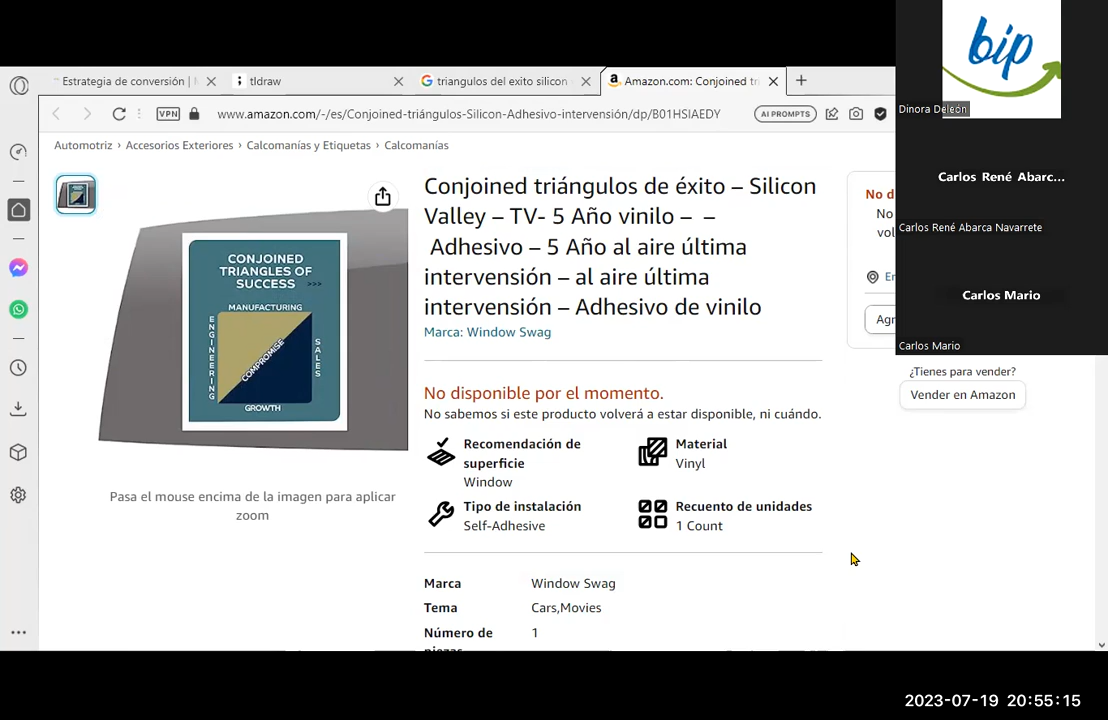 Estrategia de conversión |
tldraw
triangulos del exito silicon
Amazon.com: Conjoined tr
VPN
www.amazon.com/-/es/Conjoined-triángulos-Silicon-Adhesivo-intervensión/dp/B01HSIAEDY
AI PROMPTS
Automotriz › Accesorios Exteriores › Calcomanías y Etiquetas › Calcomanías
CONJOINED
TRIANGLES OF
SUCCESS >>>
MANUFACTURING
ENGINEERING
COMPROMISE
SALES
GROWTH
Pasa el mouse encima de la imagen para aplicar
zoom
Conjoined triángulos de éxito – Silicon
Valley – TV- 5 Año vinilo – –
Adhesivo – 5 Año al aire última
intervensión – al aire última
intervensión – Adhesivo de vinilo
Marca: Window Swag
No disponible por el momento.
No sabemos si este producto volverá a estar disponible, ni cuándo.
Recomendación de
superficie
Window
Material
Vinyl
Tipo de instalación
Self-Adhesive
Recuento de unidades
1 Count
Marca Window Swag
Tema Cars,Movies
Número de 1
piezas
No d
No
vol
En
Agr
¿Tienes para vender?
Vender en Amazon
bip
Dinora Deleón
Carlos René Abarc...
Carlos René Abarca Navarrete
Carlos Mario
Carlos Mario
2023-07-19 20:55:15